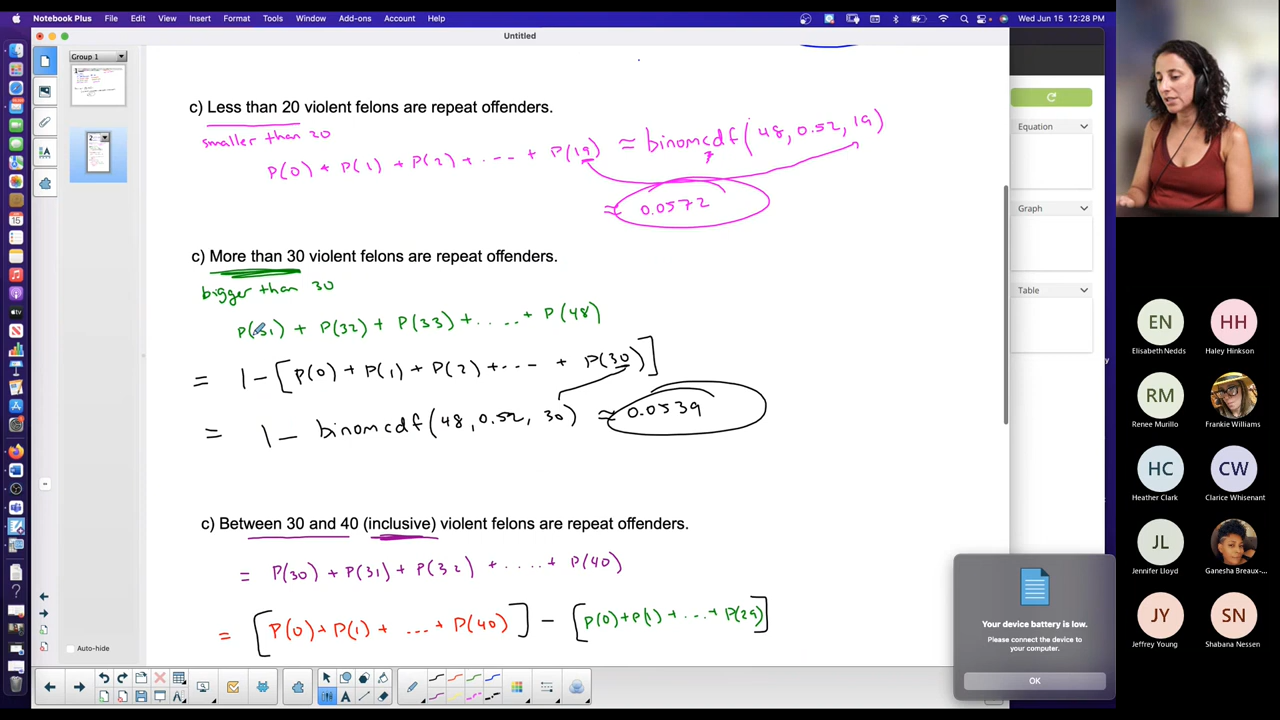 Notebook Plus File Edit View Insert Format Tools Window Add-ons Account Help Wed Jun 15 12:28 PM
Untitled
Group 1
c) Less than 20 violent felons are repeat offenders.
smaller than 20
P(0) + P(1) + P(2) + ---- + P(19) ≈ binomcdf(48, 0.52, 19)
≈ 0.0572
c) More than 30 violent felons are repeat offenders.
bigger than 30
P(31) + P(32) + P(33) + ..... + P(48)
= 1 - [P(0) + P(1) + P(2) + ... + P(30)]
= 1 - binomcdf(48, 0.52, 30) ≈ 0.0539
c) Between 30 and 40 (inclusive) violent felons are repeat offenders.
= P(30) + P(31) + P(32) + ..... + P(40)
= [P(0) + P(1) + ... + P(40)] - [P(0) + P(1) + ... + P(29)]
Auto-hide
Equation
Graph
Table
Your device battery is low.
Please connect the device to
your computer.
OK
EN HH
Elisabeth Nedds Haley Hinkson
RM
Renee Murillo Frankie Williams
HC CW
Heather Clark Clarice Whisenant
JL
Jennifer Lloyd Ganesha Breaux-...
JY SN
Jeffrey Young Shabana Nessen